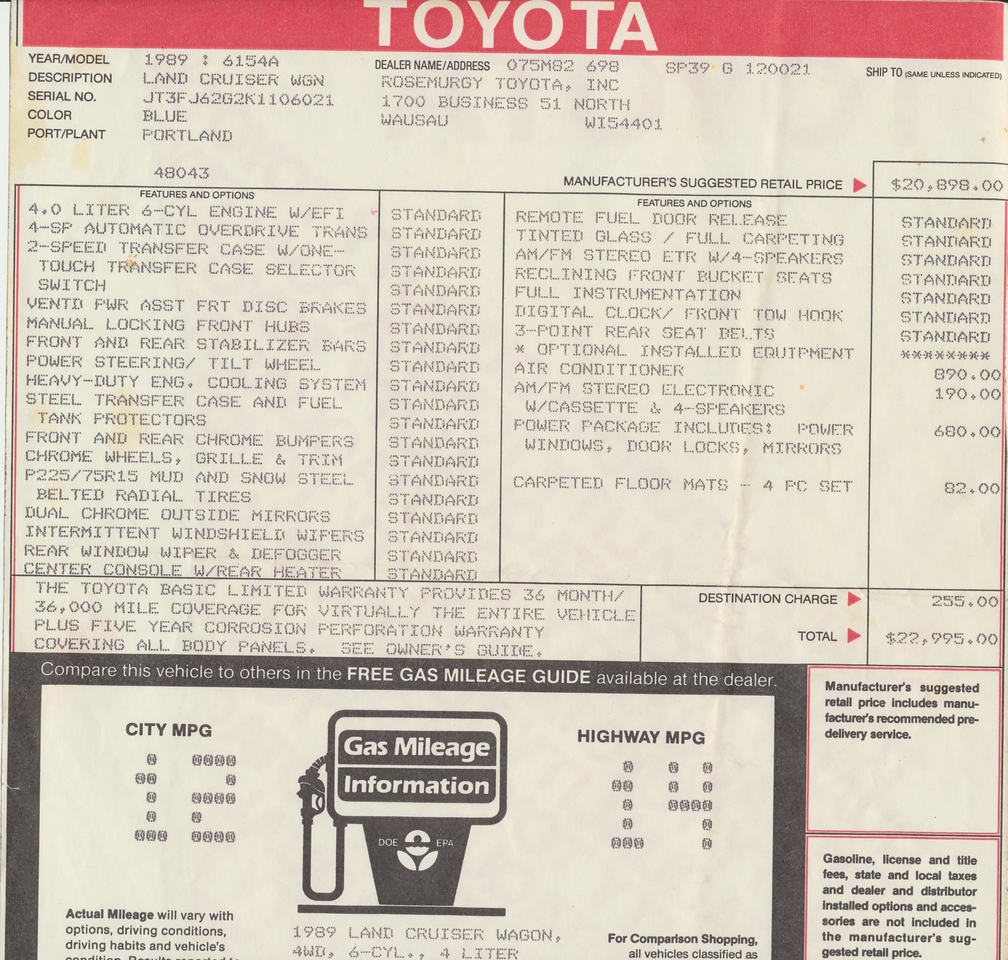 TOYOTA
YEAR/MODEL 1989 : 6154A
DESCRIPTION LAND CRUISER WGN
SERIAL NO. JT3FJ62G2K1106021
COLOR BLUE
PORT/PLANT PORTLAND
48043
DEALER NAME/ADDRESS 075M82 698 SP39 G 120021
ROSEMURGY TOYOTA, INC
1700 BUSINESS 51 NORTH
WAUSAU WI54401
SHIP TO (SAME UNLESS INDICATED)
MANUFACTURER'S SUGGESTED RETAIL PRICE $20,898.00
FEATURES AND OPTIONS
4.0 LITER 6-CYL ENGINE W/EFI STANDARD
4-SP AUTOMATIC OVERDRIVE TRANS STANDARD
2-SPEED TRANSFER CASE W/ONE- STANDARD
TOUCH TRANSFER CASE SELECTOR
SWITCH STANDARD
VENTD PWR ASST FRT DISC BRAKES STANDARD
MANUAL LOCKING FRONT HUBS STANDARD
FRONT AND REAR STABILIZER BARS STANDARD
POWER STEERING/ TILT WHEEL STANDARD
HEAVY-DUTY ENG. COOLING SYSTEM STANDARD
STEEL TRANSFER CASE AND FUEL STANDARD
TANK PROTECTORS STANDARD
FRONT AND REAR CHROME BUMPERS STANDARD
CHROME WHEELS, GRILLE & TRIM STANDARD
P225/75R15 MUD AND SNOW STEEL STANDARD
BELTED RADIAL TIRES STANDARD
DUAL CHROME OUTSIDE MIRRORS STANDARD
INTERMITTENT WINDSHIELD WIPERS STANDARD
REAR WINDOW WIPER & DEFOGGER STANDARD
CENTER CONSOLE W/REAR HEATER STANDARD
FEATURES AND OPTIONS
REMOTE FUEL DOOR RELEASE STANDARD
TINTED GLASS / FULL CARPETING STANDARD
AM/FM STEREO ETR W/4-SPEAKERS STANDARD
RECLINING FRONT BUCKET SEATS STANDARD
FULL INSTRUMENTATION STANDARD
DIGITAL CLOCK/ FRONT TOW HOOK STANDARD
3-POINT REAR SEAT BELTS STANDARD
* OPTIONAL INSTALLED EQUIPMENT ********
AIR CONDITIONER 890.00
AM/FM STEREO ELECTRONIC 190.00
W/CASSETTE & 4-SPEAKERS
POWER PACKAGE INCLUDES: POWER 680.00
WINDOWS, DOOR LOCKS, MIRRORS
CARPETED FLOOR MATS - 4 PC SET 82.00
THE TOYOTA BASIC LIMITED WARRANTY PROVIDES 36 MONTH/
36,000 MILE COVERAGE FOR VIRTUALLY THE ENTIRE VEHICLE
PLUS FIVE YEAR CORROSION PERFORATION WARRANTY
COVERING ALL BODY PANELS. SEE OWNER'S GUIDE.
DESTINATION CHARGE 255.00
TOTAL $22,995.00
Compare this vehicle to others in the FREE GAS MILEAGE GUIDE available at the dealer.
CITY MPG
12
Gas Mileage
Information
DOE EPA
HIGHWAY MPG
14
Actual Mileage will vary with
options, driving conditions,
driving habits and vehicle's
condition. Results reported to
1989 LAND CRUISER WAGON,
4WD, 6-CYL., 4 LITER
For Comparison Shopping,
all vehicles classified as
Manufacturer's suggested
retail price includes manu-
facturer's recommended pre-
delivery service.
Gasoline, license and title
fees, state and local taxes
and dealer and distributor
installed options and acces-
sories are not included in
the manufacturer's sug-
gested retail price.